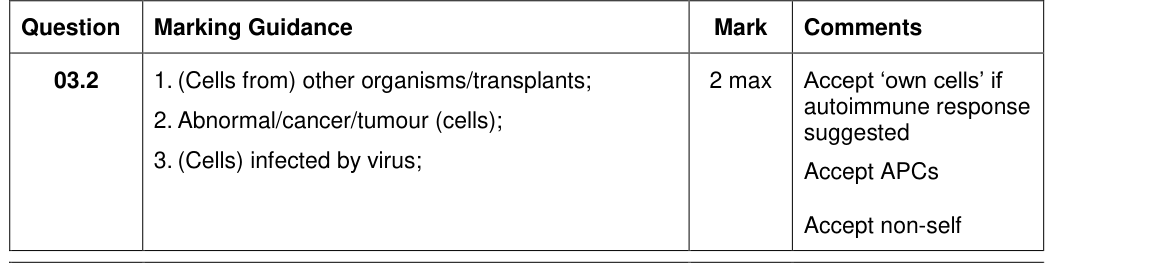 Question Marking Guidance Mark Comments
03.2 1. (Cells from) other organisms/transplants; 2 max Accept ‘own cells’ if
autoimmune response
2. Abnormal/cancer/tumour (cells);
suggested
3. (Cells) infected by virus;
Accept APCs
Accept non-self